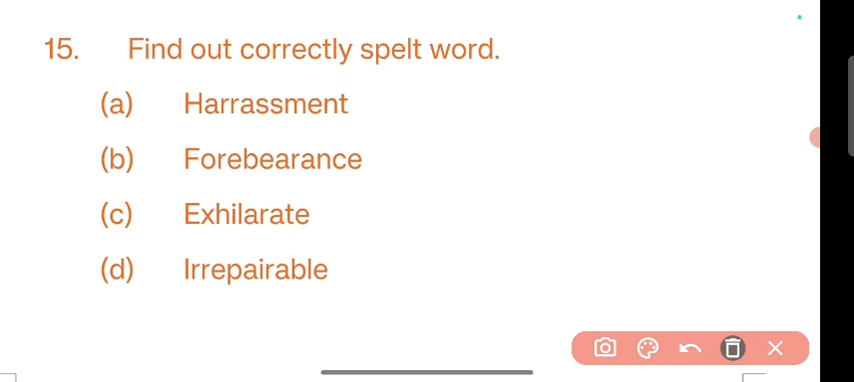 15. Find out correctly spelt word.
(a) Harrassment
(b) Forebearance
(c) Exhilarate
(d) Irrepairable